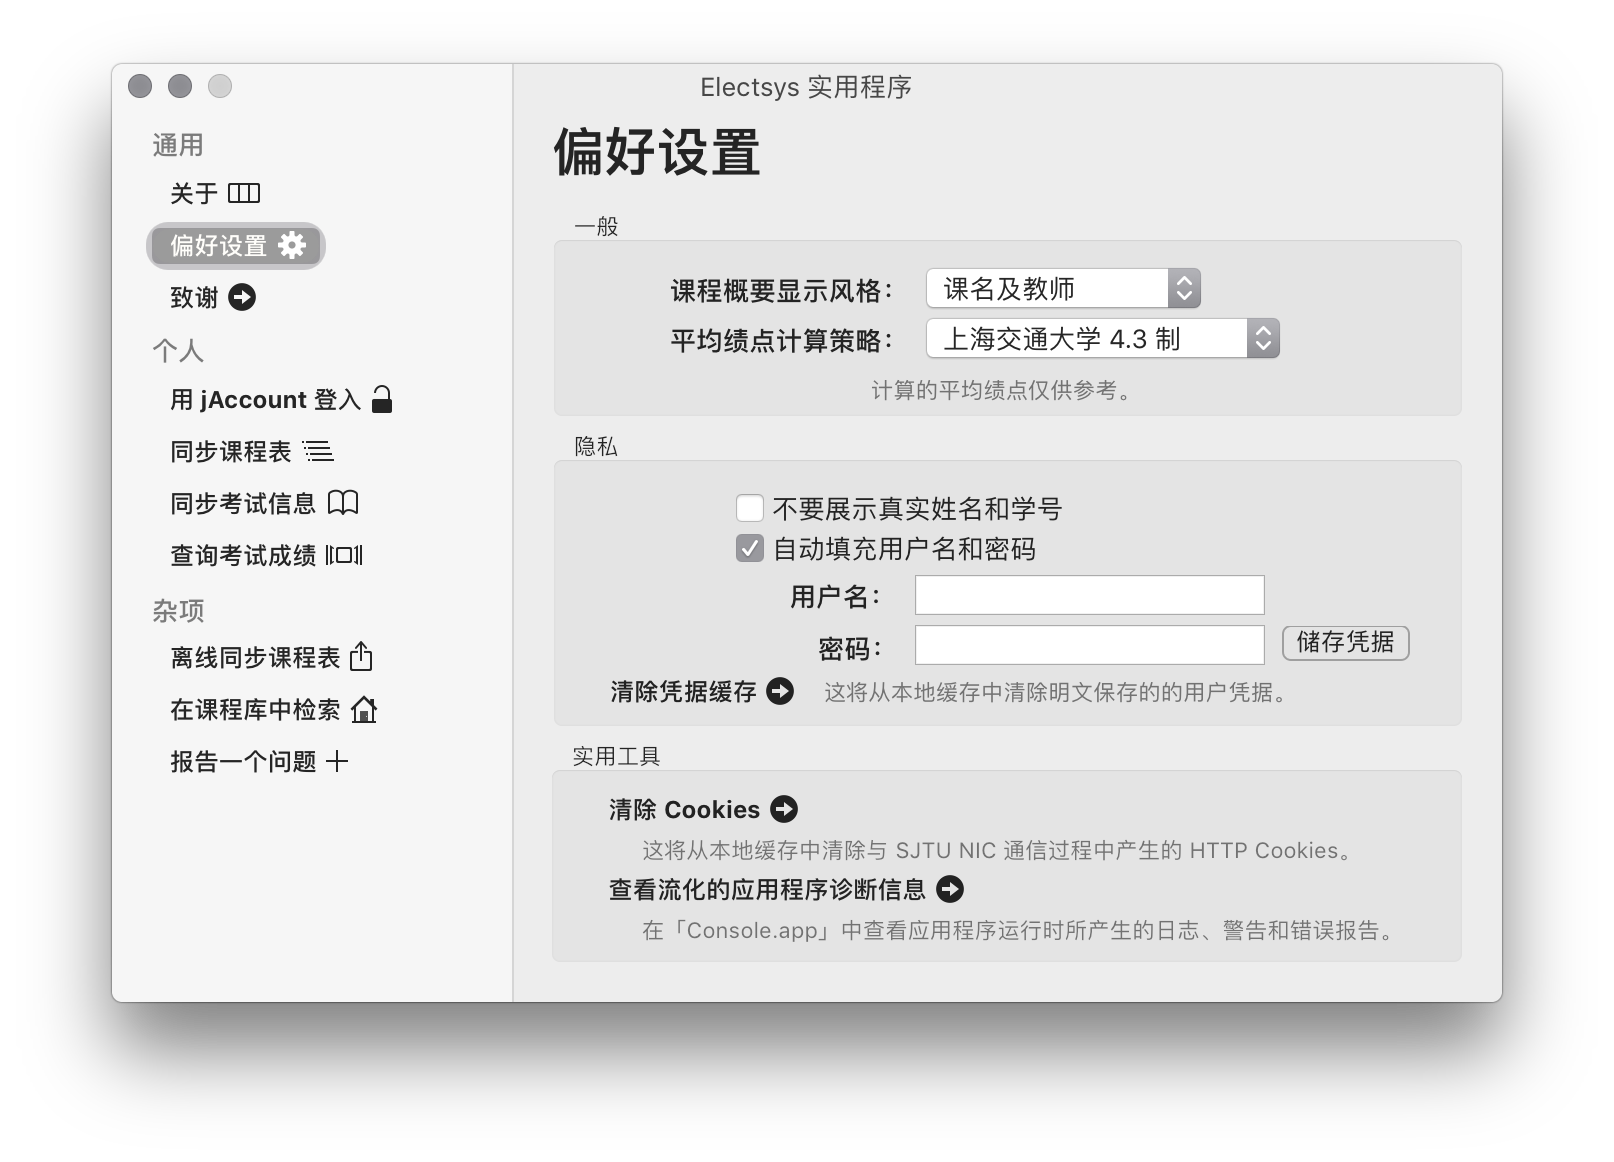 Electsys 实用程序
通用
关于
偏好设置
致谢
个人
用 jAccount 登入
同步课程表
同步考试信息
查询考试成绩
杂项
离线同步课程表
在课程库中检索
报告一个问题
偏好设置
一般
课程概要显示风格： 课名及教师
平均绩点计算策略： 上海交通大学 4.3 制
计算的平均绩点仅供参考。
隐私
不要展示真实姓名和学号
自动填充用户名和密码
用户名：
密码： 储存凭据
清除凭据缓存 这将从本地缓存中清除明文保存的的用户凭据。
实用工具
清除 Cookies
这将从本地缓存中清除与 SJTU NIC 通信过程中产生的 HTTP Cookies。
查看流化的应用程序诊断信息
在「Console.app」中查看应用程序运行时所产生的日志、警告和错误报告。